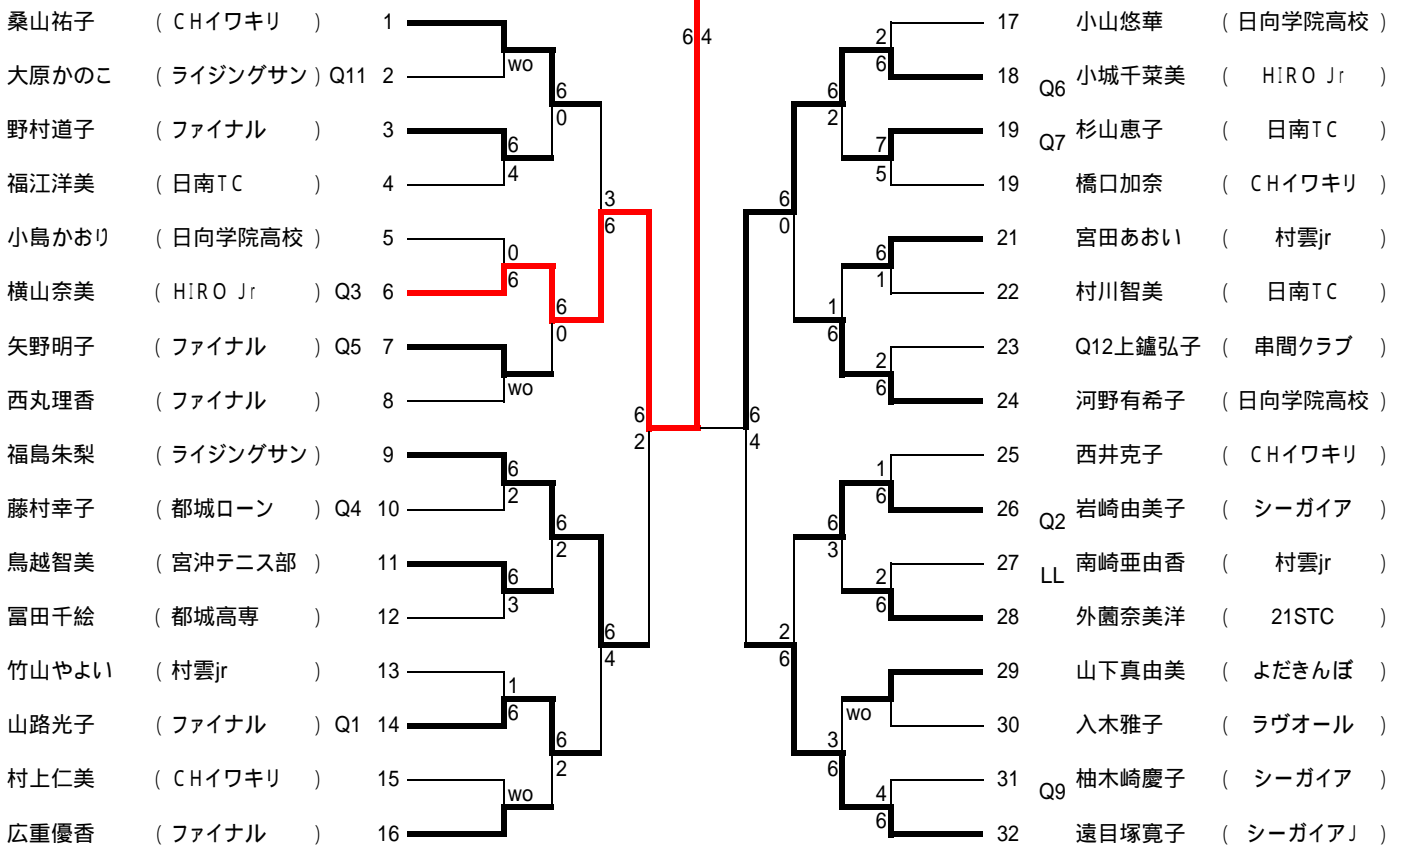 桑山祐子 ( CHイワキリ ) 1
大原かのこ ( ライジングサン ) Q11 2
野村道子 ( ファイナル ) 3
福江洋美 ( 日南TC ) 4
小島かおり ( 日向学院高校 ) 5
横山奈美 ( HIRO Jr ) Q3 6
矢野明子 ( ファイナル ) Q5 7
西丸理香 ( ファイナル ) 8
福島朱梨 ( ライジングサン ) 9
藤村幸子 ( 都城ローン ) Q4 10
鳥越智美 ( 宮沖テニス部 ) 11
冨田千絵 ( 都城高専 ) 12
竹山やよい ( 村雲jr ) 13
山路光子 ( ファイナル ) Q1 14
村上仁美 ( CHイワキリ ) 15
広重優香 ( ファイナル ) 16
wo
6
4
0
6
wo
6
2
6
3
1
6
wo
6
0
6
0
6
2
6
2
3
6
6
4
6
2
6 4
6
4
6
0
2
6
6
2
1
6
6
3
3
6
2
6
7
5
6
1
2
6
1
6
2
6
wo
4
6
17 小山悠華 ( 日向学院高校 )
18 Q6 小城千菜美 ( HIRO Jr )
19 Q7 杉山恵子 ( 日南TC )
19 橋口加奈 ( CHイワキリ )
21 宮田あおい ( 村雲jr )
22 村川智美 ( 日南TC )
23 Q12上鑪弘子 ( 串間クラブ )
24 河野有希子 ( 日向学院高校 )
25 西井克子 ( CHイワキリ )
26 Q2 岩崎由美子 ( シーガイア )
27 LL 南崎亜由香 ( 村雲jr )
28 外薗奈美洋 ( 21STC )
29 山下真由美 ( よだきんぼ )
30 入木雅子 ( ラヴオール )
31 Q9 柚木崎慶子 ( シーガイア )
32 遠目塚寛子 ( シーガイアJ )